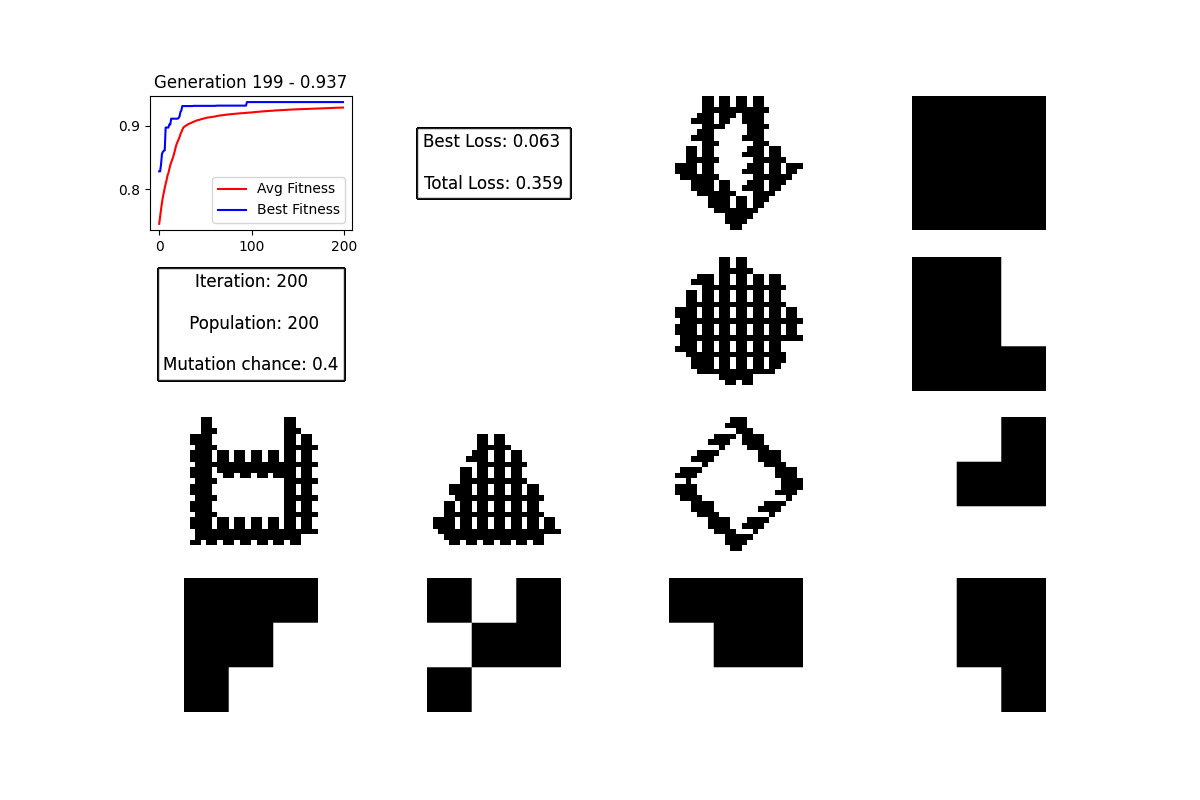 Generation 199 - 0.937
0.9
0.8
Avg Fitness
Best Fitness
0
100
200
Best Loss: 0.063
Total Loss: 0.359
Iteration: 200
Population: 200
Mutation chance: 0.4